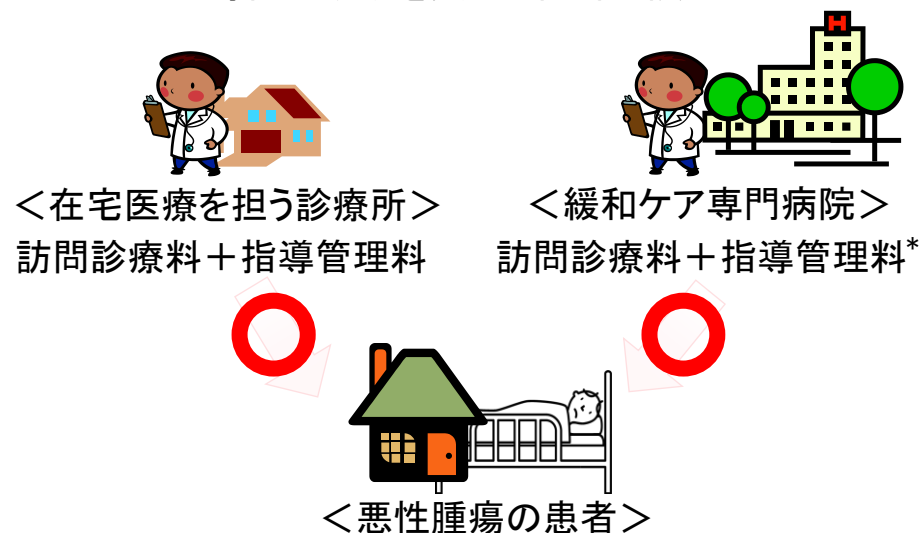 H
H
＜在宅医療を担う診療所＞
＜緩和ケア専門病院＞
訪問診療料＋指導管理料
訪問診療料＋指導管理料*
＜悪性腫瘍の患者＞